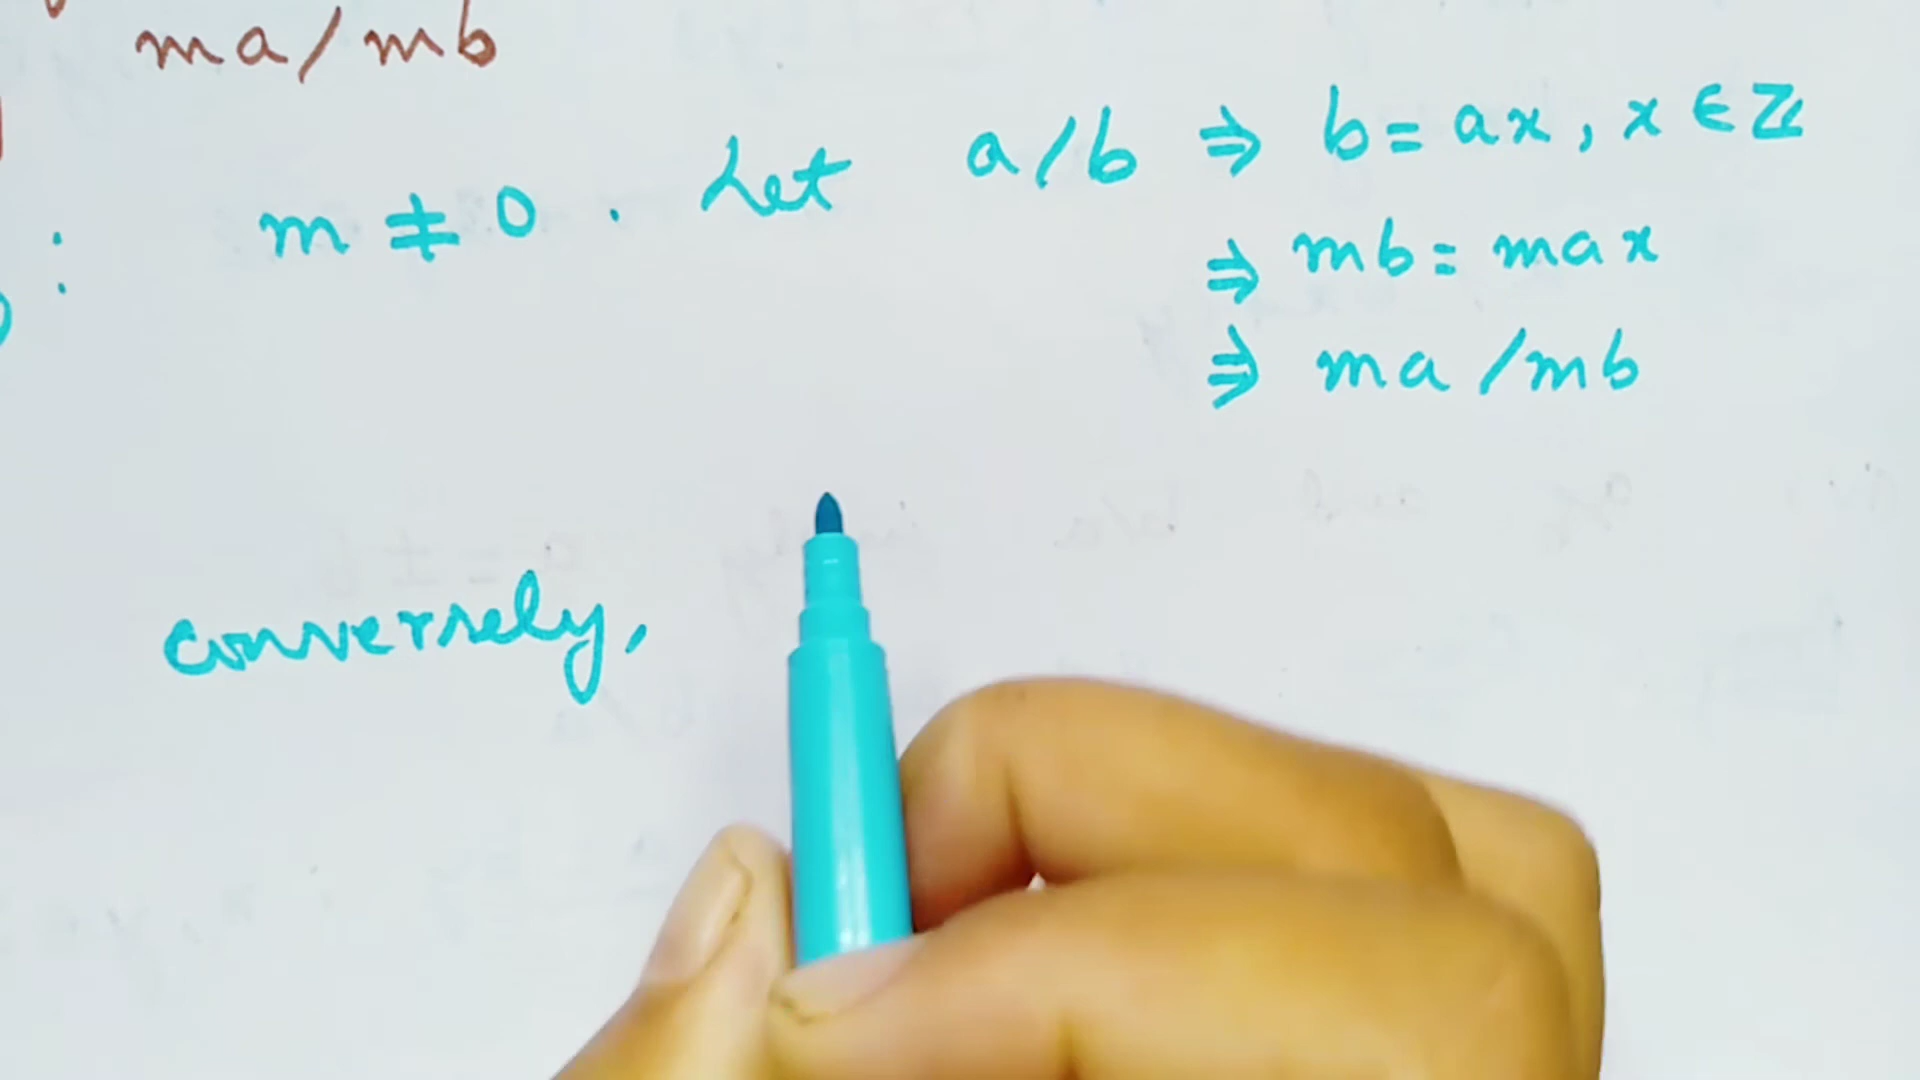 ma/mb
: m ≠ 0 . Let a/b ⇒ b = ax, x ∈ ℤ
⇒ mb = max
⇒ ma/mb
conversely,